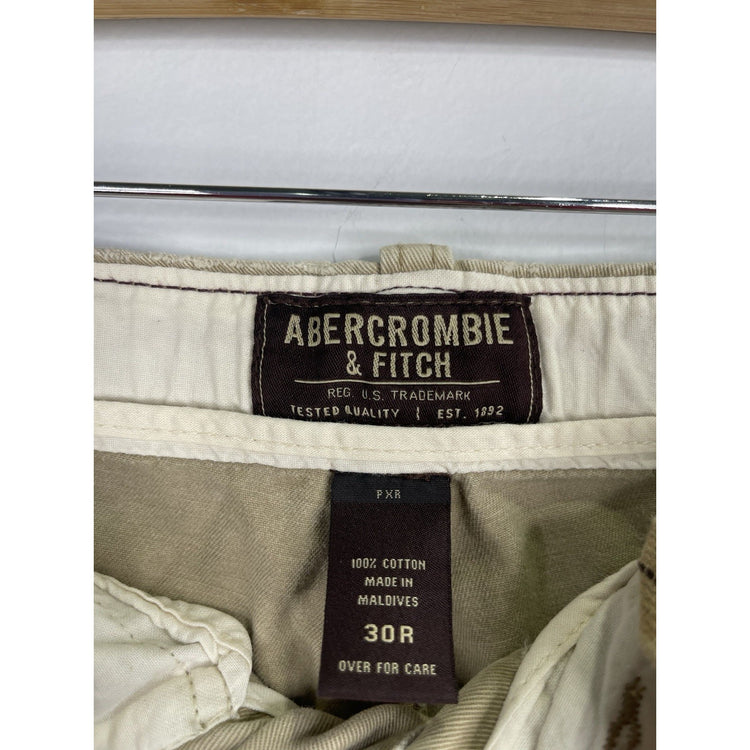 ABERCROMBIE
& FITCH
REG. U.S. TRADEMARK
TESTED QUALITY | EST. 1892
PXR
100% COTTON
MADE IN
MALDIVES
30R
OVER FOR CARE